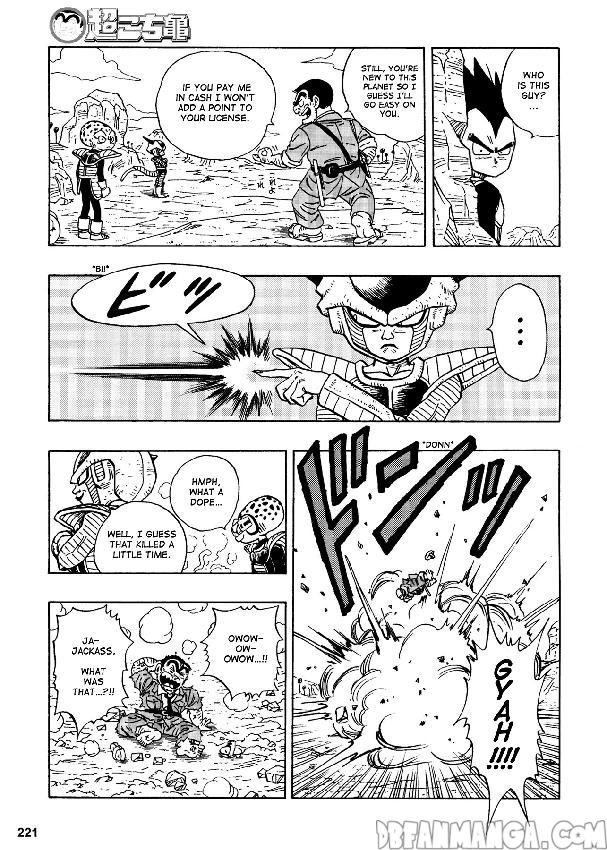 超こち亀
WHO IS
THIS
GUY?
...
STILL, YOU'RE
NEW TO THIS
PLANET SO I
GUESS I'LL
GO EASY ON
YOU.
IF YOU PAY ME
IN CASH I WON'T
ADD A POINT TO
YOUR LICENSE.
...
*BII*
ビッ
*DONN*
ドンッ
GYAH
!!!!
HMPH,
WHAT A
DOPE...
WELL, I GUESS
THAT KILLED A
LITTLE TIME.
OWOW-
OW-
OWOW...!!
JA-
JACKASS.
WHAT
WAS
THAT...?!!
221
DBFANMANGA.COM